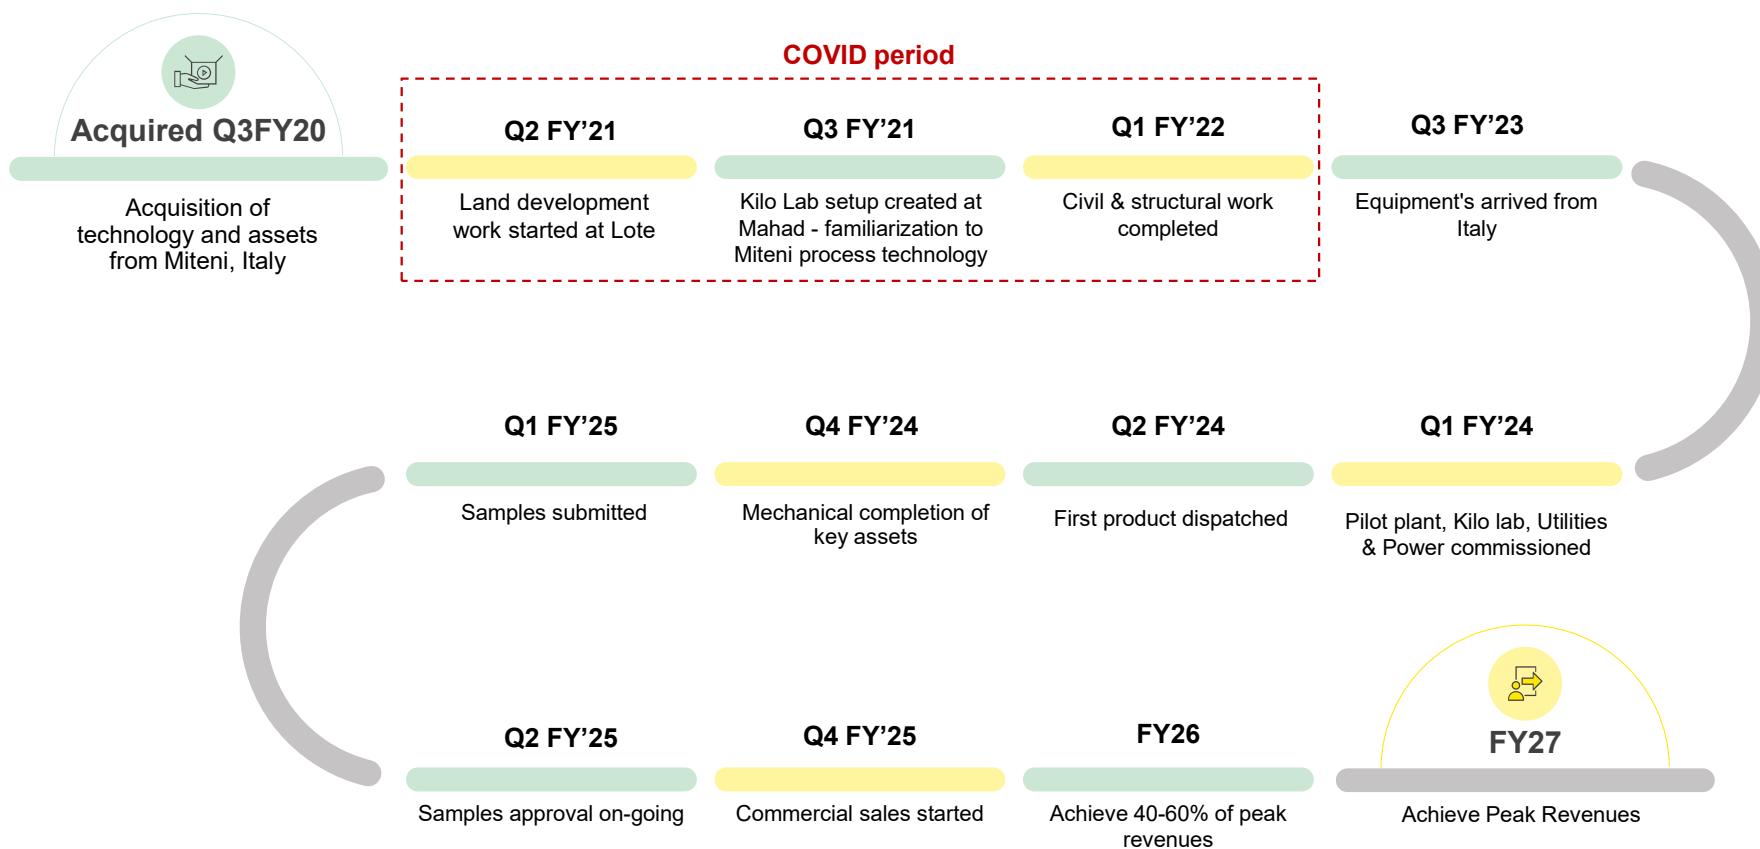 COVID period
Acquired Q3FY20
Acquisition of
technology and assets
from Miteni, Italy
Q2 FY’21
Land development
work started at Lote
Q3 FY’21
Kilo Lab setup created at
Mahad - familiarization to
Miteni process technology
Q1 FY’22
Civil & structural work
completed
Q3 FY’23
Equipment's arrived from
Italy
Q1 FY’24
Pilot plant, Kilo lab, Utilities
& Power commissioned
Q2 FY’24
First product dispatched
Q4 FY’24
Mechanical completion of
key assets
Q1 FY’25
Samples submitted
Q2 FY’25
Samples approval on-going
Q4 FY’25
Commercial sales started
FY26
Achieve 40-60% of peak
revenues
FY27
Achieve Peak Revenues